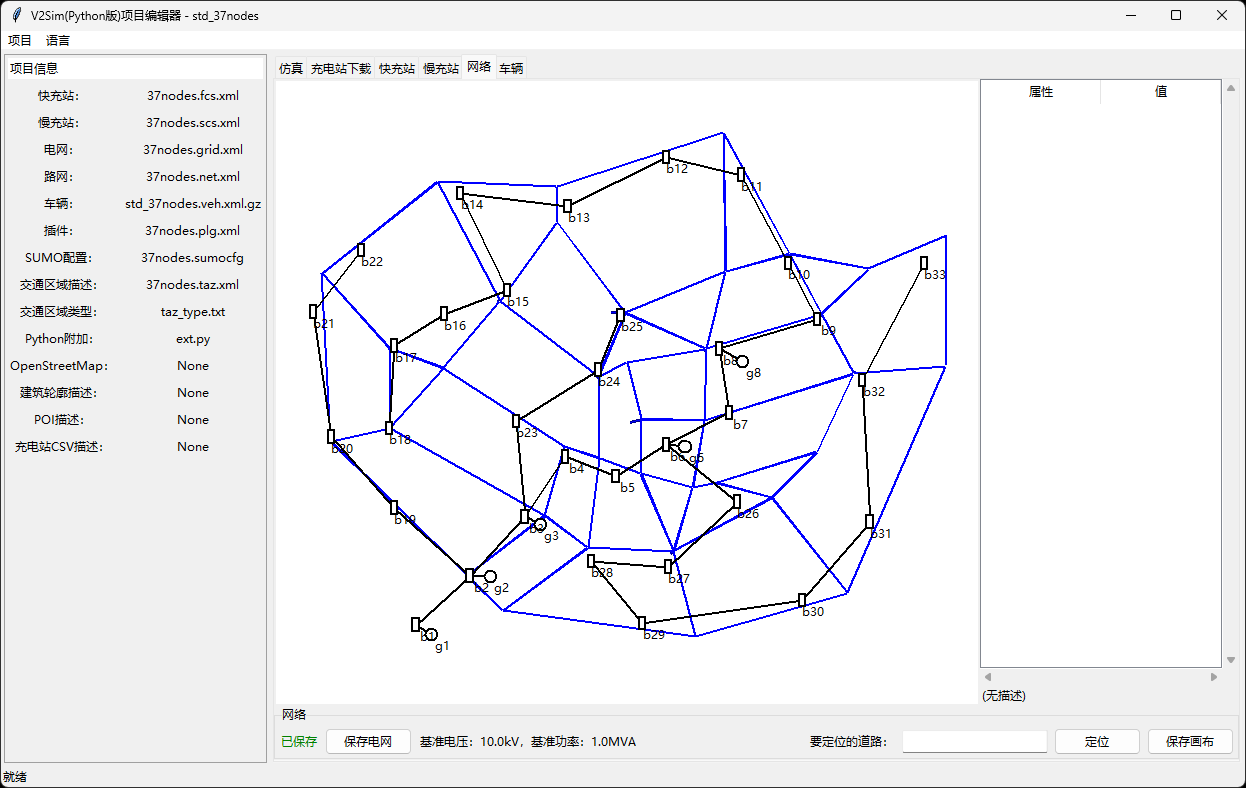 V2Sim(Python版)项目编辑器 - std_37nodes
项目 语言
项目信息
快充站: 37nodes.fcs.xml
慢充站: 37nodes.scs.xml
电网: 37nodes.grid.xml
路网: 37nodes.net.xml
车辆: std_37nodes.veh.xml.gz
插件: 37nodes.plg.xml
SUMO配置: 37nodes.sumocfg
交通区域描述: 37nodes.taz.xml
交通区域类型: taz_type.txt
Python附加: ext.py
OpenStreetMap: None
建筑轮廓描述: None
POI描述: None
充电站CSV描述: None
仿真 充电站下载 快充站 慢充站 网络 车辆
b12
b11
b14
b13
b22
b10
b33
b15
b21
b16
b25
b9
b17
b8
g8
b24
b32
b23
b7
b18
b20
b6
g6
b4
b5
b26
b19
b3
g3
b31
b28
b27
b2
g2
b30
b1
g1
b29
属性 值
(无描述)
网络
已保存 保存电网 基准电压: 10.0kV, 基准功率: 1.0MVA 要定位的道路: 定位 保存画布
就绪